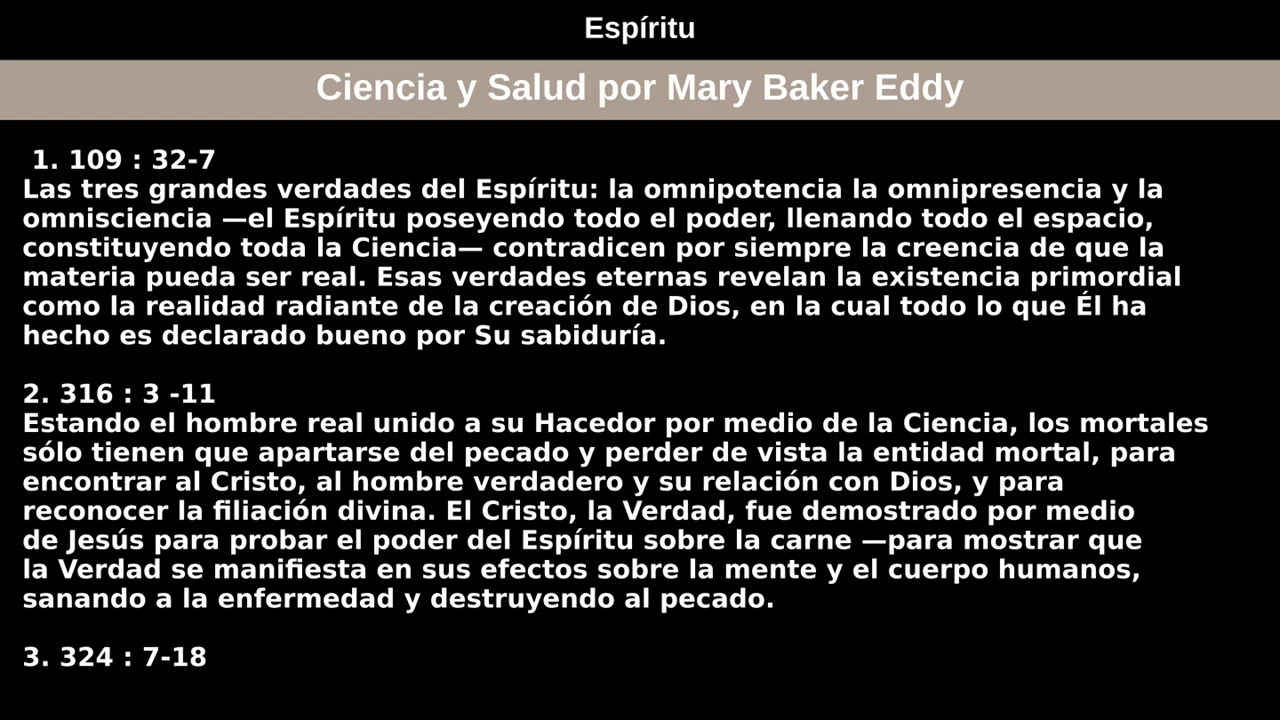 Espíritu
Ciencia y Salud por Mary Baker Eddy
1. 109 : 32-7
Las tres grandes verdades del Espíritu: la omnipotencia la omnipresencia y la
omnisciencia —el Espíritu poseyendo todo el poder, llenando todo el espacio,
constituyendo toda la Ciencia— contradicen por siempre la creencia de que la
materia pueda ser real. Esas verdades eternas revelan la existencia primordial
como la realidad radiante de la creación de Dios, en la cual todo lo que Él ha
hecho es declarado bueno por Su sabiduría.
2. 316 : 3 -11
Estando el hombre real unido a su Hacedor por medio de la Ciencia, los mortales
sólo tienen que apartarse del pecado y perder de vista la entidad mortal, para
encontrar al Cristo, al hombre verdadero y su relación con Dios, y para
reconocer la filiación divina. El Cristo, la Verdad, fue demostrado por medio
de Jesús para probar el poder del Espíritu sobre la carne —para mostrar que
la Verdad se manifiesta en sus efectos sobre la mente y el cuerpo humanos,
sanando a la enfermedad y destruyendo al pecado.
3. 324 : 7-18